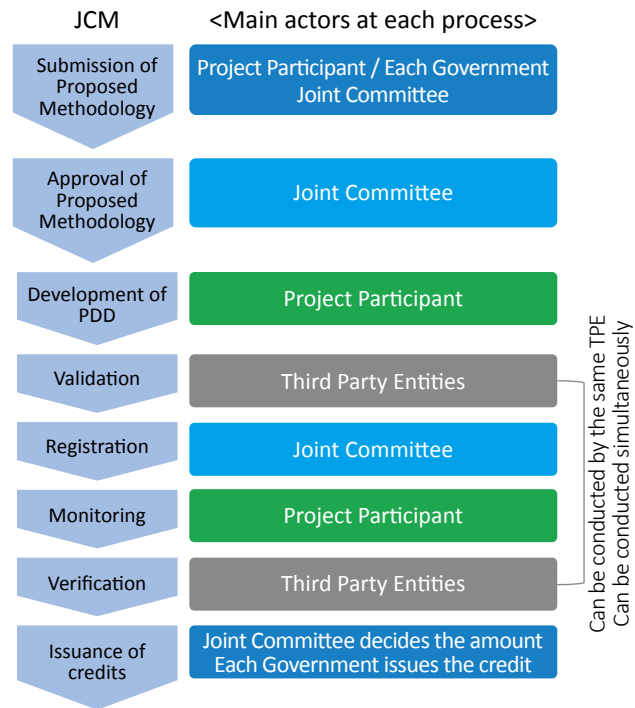 JCM
<Main actors at each process>
Submission of
Proposed
Methodology
Project Participant / Each Government
Joint Committee
Approval of
Proposed
Methodology
Joint Committee
Development of
PDD
Project Participant
Validation
Third Party Entities
Registration
Joint Committee
Monitoring
Project Participant
Verification
Third Party Entities
Issuance of
credits
Joint Committee decides the amount
Each Government issues the credit
Can be conducted by the same TPE
Can be conducted simultaneously